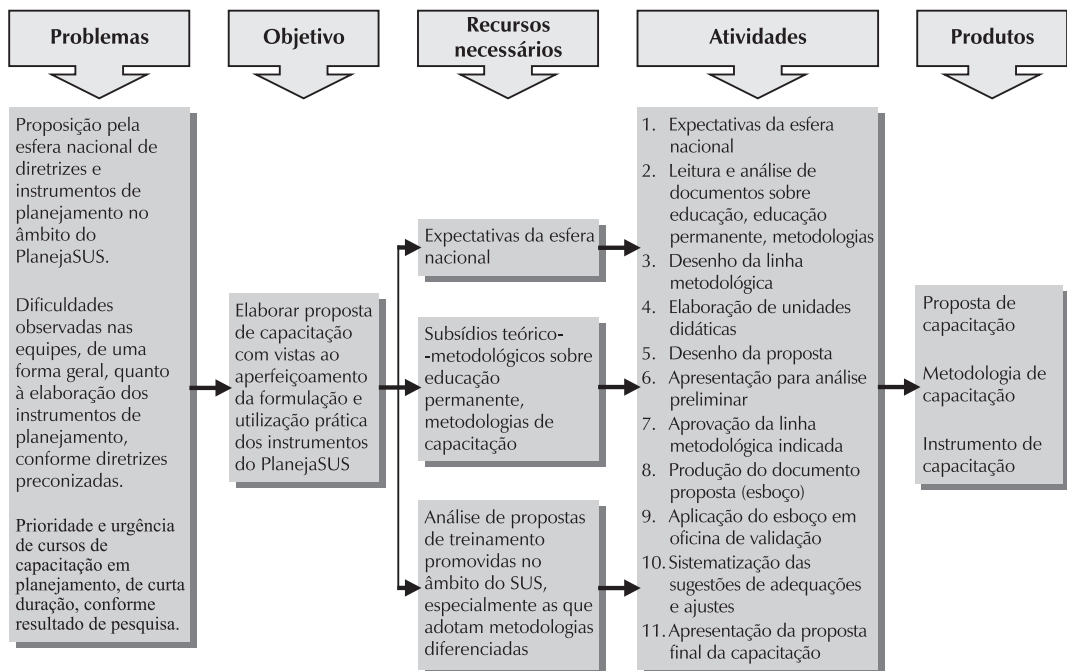 Problemas
Objetivo
Recursos
necessários
Atividades
Produtos
Proposição pela
esfera nacional de
diretrizes e
instrumentos de
planejamento no
âmbito do
PlanejaSUS.
Dificuldades
observadas nas
equipes, de uma
forma geral, quanto
à elaboração dos
instrumentos de
planejamento,
conforme diretrizes
preconizadas.
Prioridade e urgência
de cursos de
capacitação em
planejamento, de curta
duração, conforme
resultado de pesquisa.
Elaborar proposta
de capacitação
com vistas ao
aperfeiçoamento
da formulação e
utilização prática
dos instrumentos
do PlanejaSUS
Expectativas da esfera
nacional
Subsídios teórico-
-metodológicos sobre
educação
permanente,
metodologias de
capacitação
Análise de propostas
de treinamento
promovidas no
âmbito do SUS,
especialmente as que
adotam metodologias
diferenciadas
1. Expectativas da esfera
nacional
2. Leitura e análise de
documentos sobre
educação, educação
permanente, metodologias
3. Desenho da linha
metodológica
4. Elaboração de unidades
didáticas
5. Desenho da proposta
6. Apresentação para análise
preliminar
7. Aprovação da linha
metodológica indicada
8. Produção do documento
proposta (esboço)
9. Aplicação do esboço em
oficina de validação
10. Sistematização das
sugestões de adequações
e ajustes
11. Apresentação da proposta
final da capacitação
Proposta de
capacitação
Metodologia de
capacitação
Instrumento de
capacitação